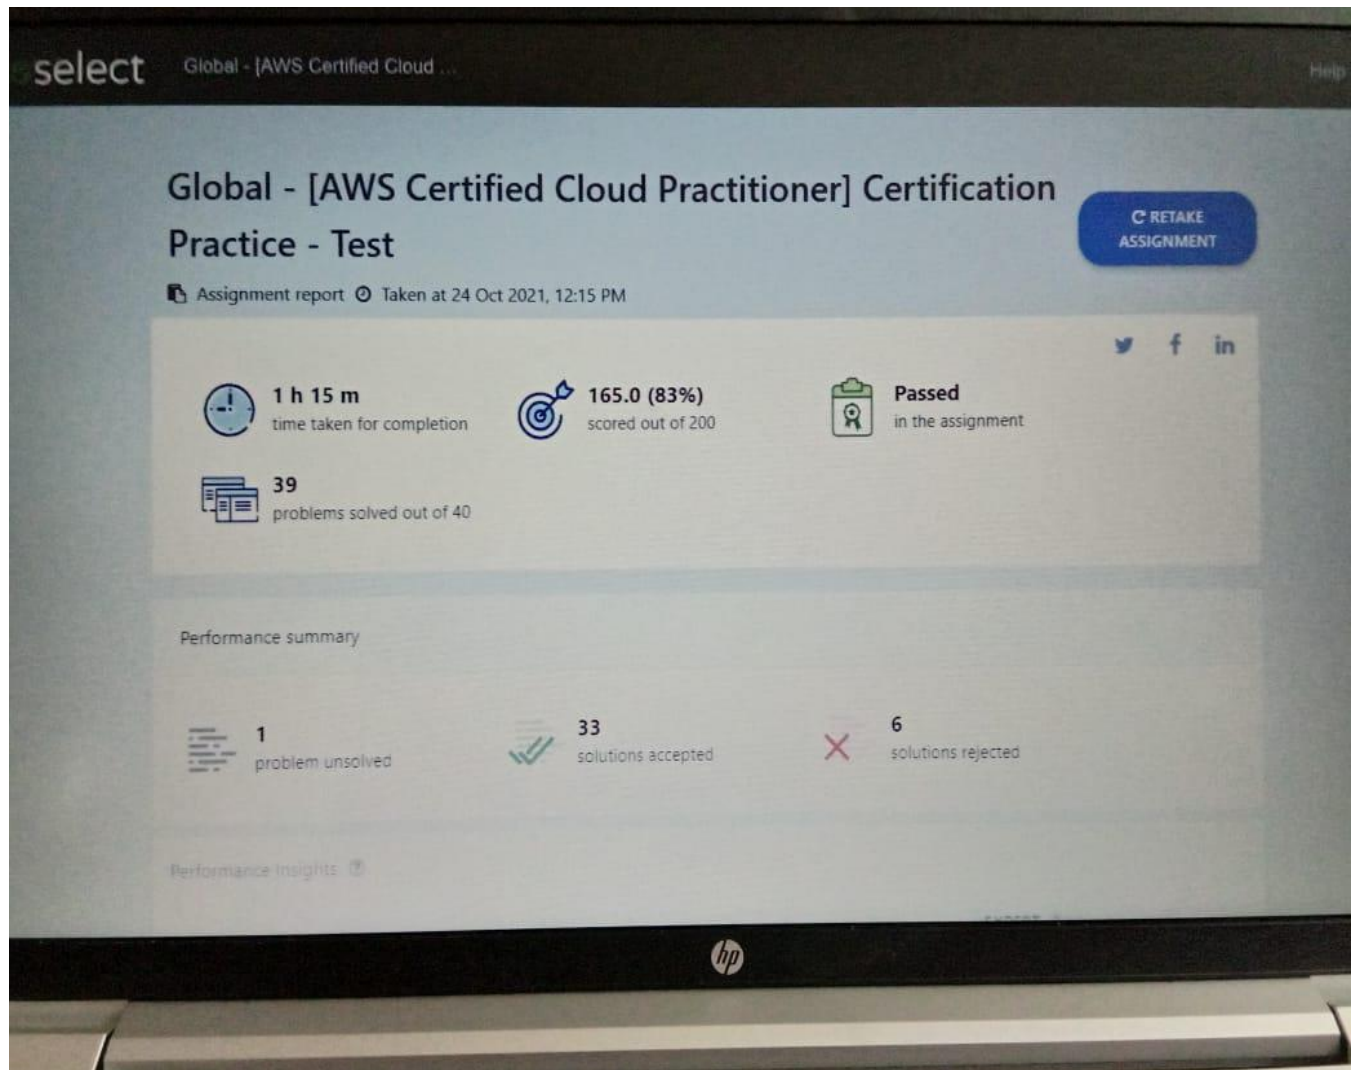 select
Global - [AWS Certified Cloud ...
Help
Global - [AWS Certified Cloud Practitioner] Certification
Practice - Test
RETAKE
ASSIGNMENT
Assignment report Taken at 24 Oct 2021, 12:15 PM
f in
1 h 15 m
time taken for completion
165.0 (83%)
scored out of 200
Passed
in the assignment
39
problems solved out of 40
Performance summary
1
problem unsolved
33
solutions accepted
6
solutions rejected
Performance Insights ?
hp